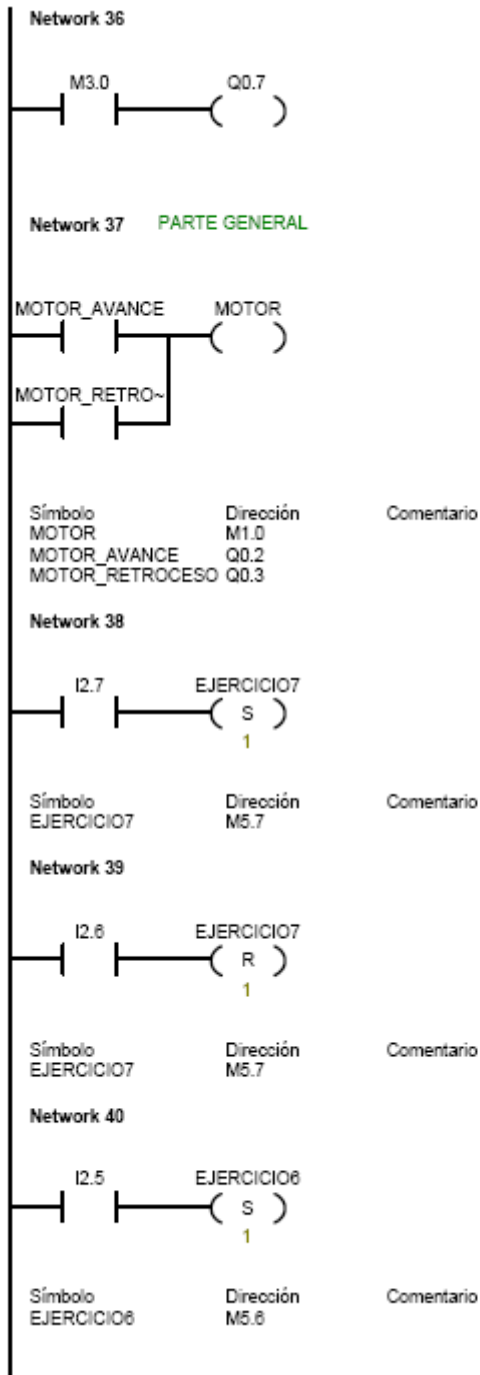 Network 36
M3.0 Q0.7
Network 37 PARTE GENERAL
MOTOR_AVANCE MOTOR
MOTOR_RETRO~
Símbolo Dirección Comentario
MOTOR M1.0
MOTOR_AVANCE Q0.2
MOTOR_RETROCESO Q0.3
Network 38
I2.7 EJERCICIO7
S
1
Símbolo Dirección Comentario
EJERCICIO7 M5.7
Network 39
I2.6 EJERCICIO7
R
1
Símbolo Dirección Comentario
EJERCICIO7 M5.7
Network 40
I2.5 EJERCICIO6
S
1
Símbolo Dirección Comentario
EJERCICIO6 M5.6